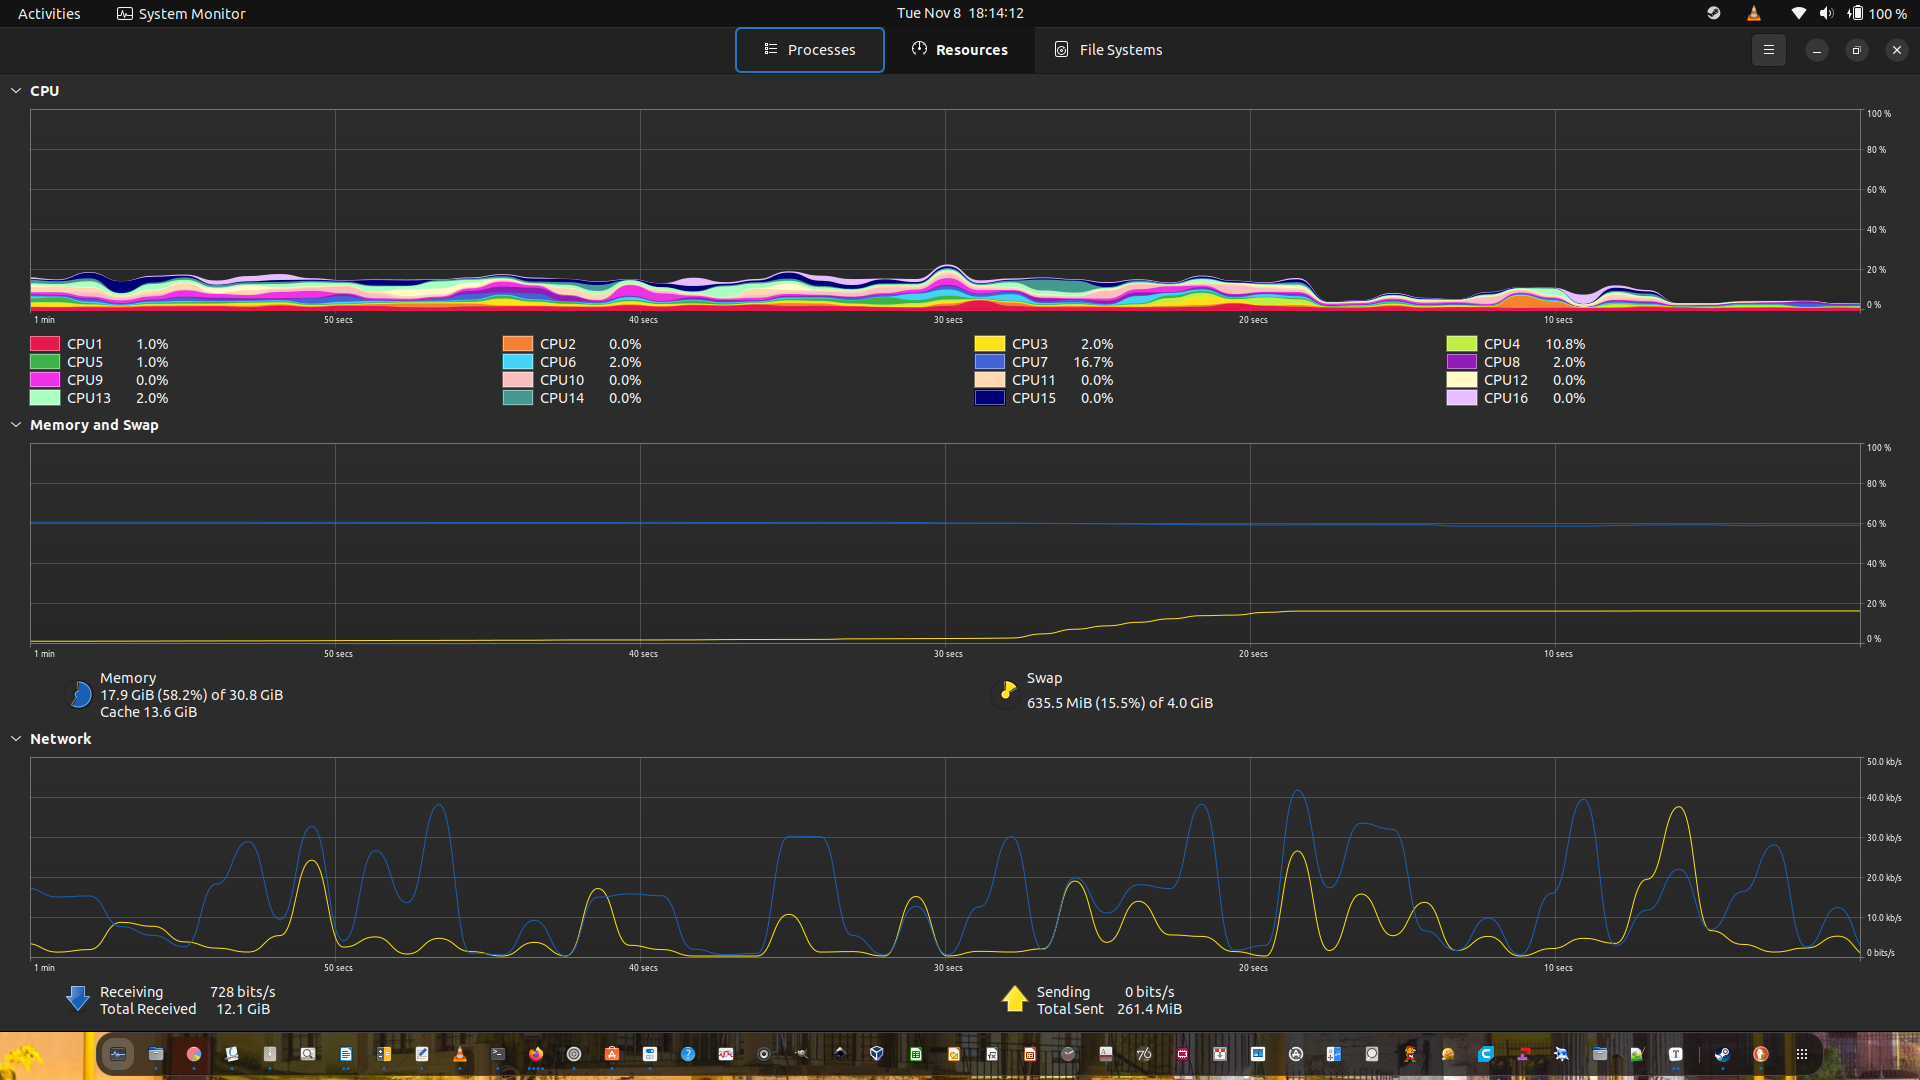 Activities System Monitor Tue Nov 8 18:14:12 100 %
Processes Resources File Systems
CPU
100 %
80 %
60 %
40 %
20 %
0 %
1 min 50 secs 40 secs 30 secs 20 secs 10 secs
CPU1 1.0% CPU2 0.0% CPU3 2.0% CPU4 10.8%
CPU5 1.0% CPU6 2.0% CPU7 16.7% CPU8 2.0%
CPU9 0.0% CPU10 0.0% CPU11 0.0% CPU12 0.0%
CPU13 2.0% CPU14 0.0% CPU15 0.0% CPU16 0.0%
Memory and Swap
100 %
80 %
60 %
40 %
20 %
0 %
1 min 50 secs 40 secs 30 secs 20 secs 10 secs
Memory
17.9 GiB (58.2%) of 30.8 GiB
Cache 13.6 GiB
Swap
635.5 MiB (15.5%) of 4.0 GiB
Network
50.0 kb/s
40.0 kb/s
30.0 kb/s
20.0 kb/s
10.0 kb/s
0 bits/s
1 min 50 secs 40 secs 30 secs 20 secs 10 secs
Receiving 728 bits/s
Total Received 12.1 GiB
Sending 0 bits/s
Total Sent 261.4 MiB